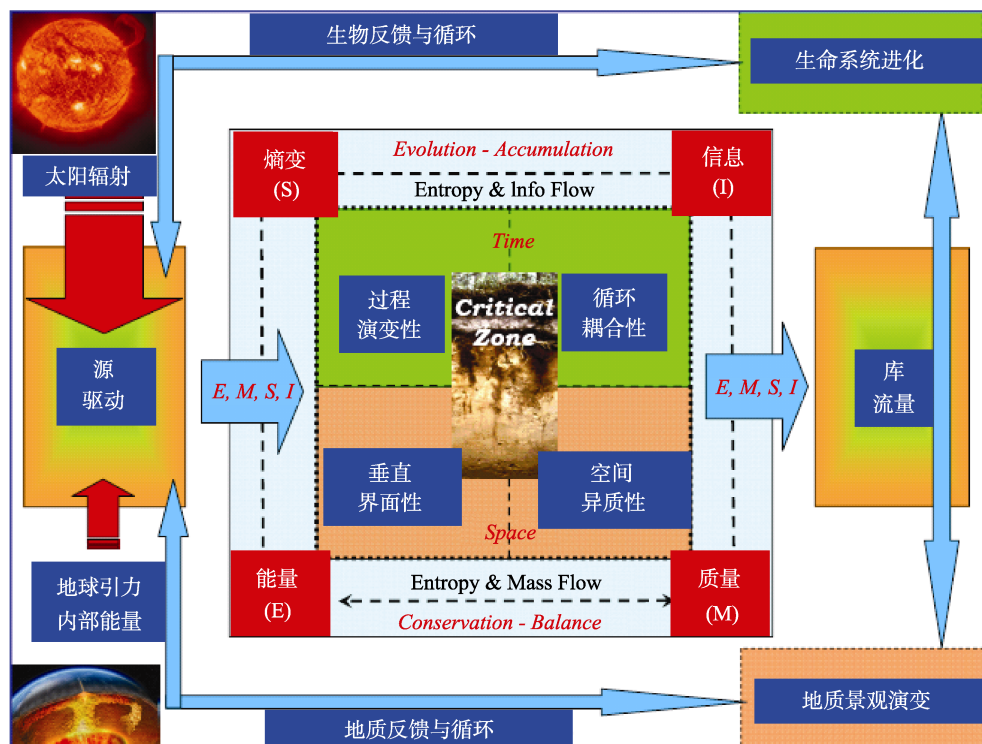 生物反馈与循环
生命系统进化
太阳辐射
熵变
(S)
Evolution - Accumulation
Entropy & lnfo Flow
信息
(I)
Time
过程
演变性
Critical
Zone
循环
耦合性
源
驱动
E, M, S, I
E, M, S, I
库
流量
垂直
界面性
空间
异质性
Space
地球引力
内部能量
能量
(E)
Entropy & Mass Flow
Conservation - Balance
质量
(M)
地质景观演变
地质反馈与循环